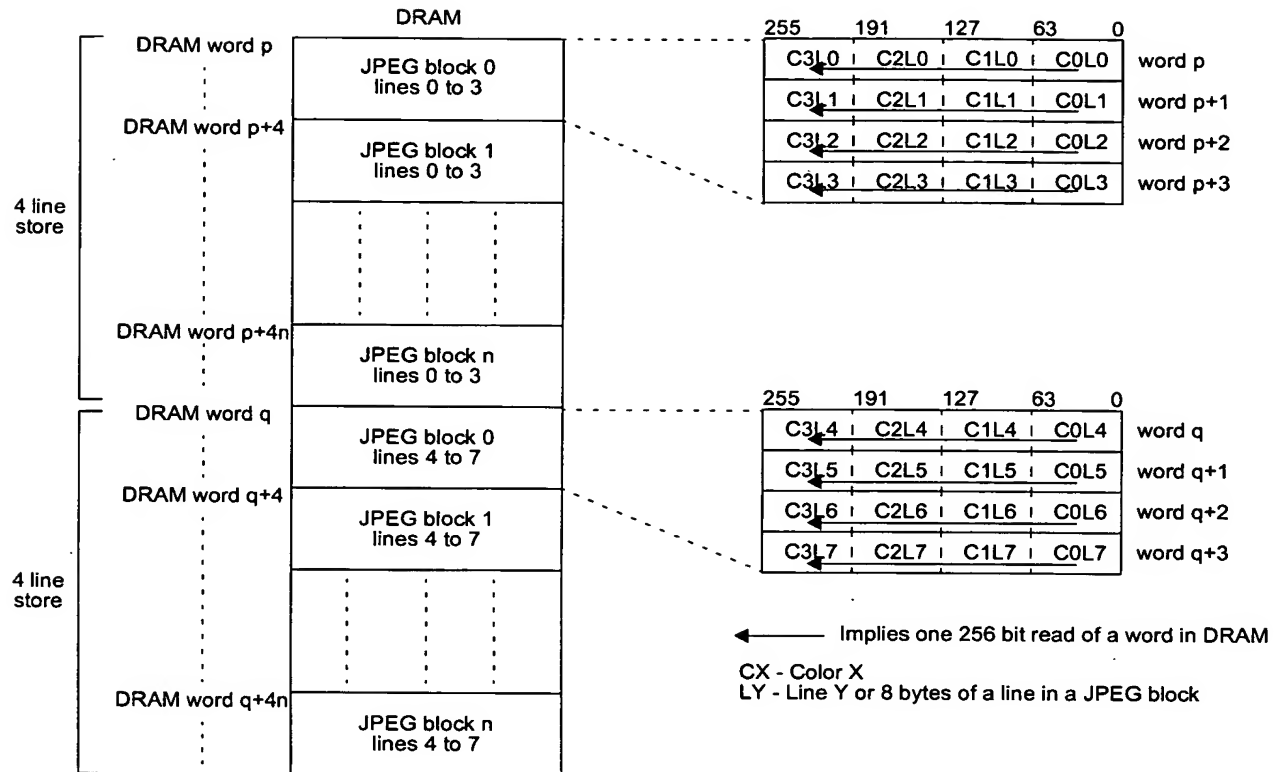 DRAM
DRAM word p
JPEG block 0
lines 0 to 3
DRAM word p+4
JPEG block 1
lines 0 to 3
4 line
store
DRAM word p+4n
JPEG block n
lines 0 to 3
DRAM word q
JPEG block 0
lines 4 to 7
DRAM word q+4
JPEG block 1
lines 4 to 7
4 line
store
DRAM word q+4n
JPEG block n
lines 4 to 7
255 191 127 63 0
C3L0 C2L0 C1L0 C0L0 word p
C3L1 C2L1 C1L1 C0L1 word p+1
C3L2 C2L2 C1L2 C0L2 word p+2
C3L3 C2L3 C1L3 C0L3 word p+3
255 191 127 63 0
C3L4 C2L4 C1L4 C0L4 word q
C3L5 C2L5 C1L5 C0L5 word q+1
C3L6 C2L6 C1L6 C0L6 word q+2
C3L7 C2L7 C1L7 C0L7 word q+3
Implies one 256 bit read of a word in DRAM
CX - Color X
LY - Line Y or 8 bytes of a line in a JPEG block